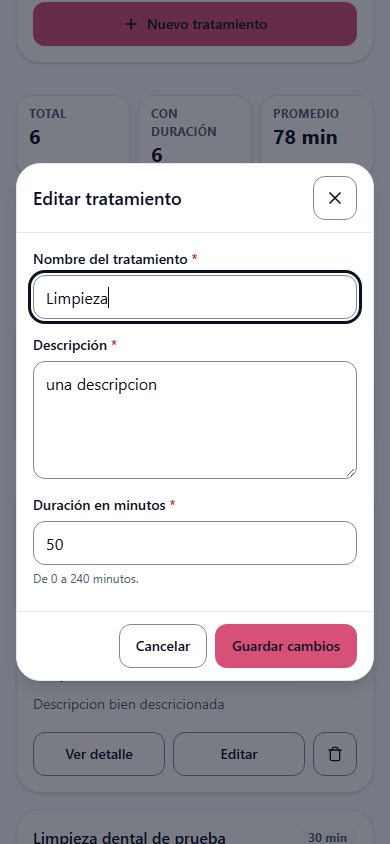 + Nuevo tratamiento
TOTAL
6
CON
DURACIÓN
6
PROMEDIO
78 min
Editar tratamiento
Nombre del tratamiento *
Limpieza
Descripción *
una descripcion
Duración en minutos *
50
De 0 a 240 minutos.
Cancelar
Guardar cambios
Descripcion bien descricionada
Ver detalle
Editar
Limpieza dental de prueba
30 min